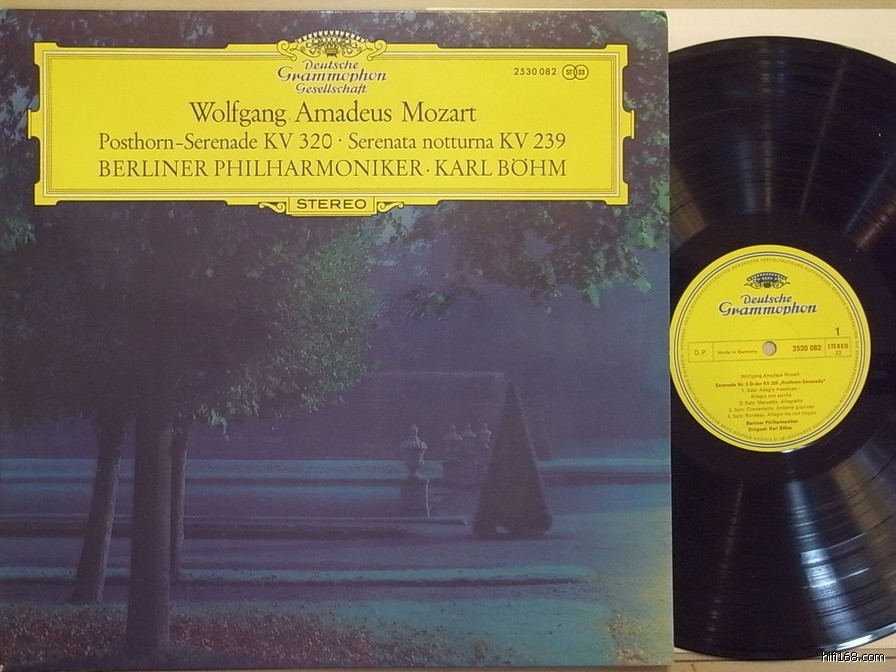 Deutsche
Grammophon
Gesellschaft
2530 082 ST 33
Wolfgang Amadeus Mozart
Posthorn-Serenade KV 320 · Serenata notturna KV 239
BERLINER PHILHARMONIKER · KARL BÖHM
STEREO
Deutsche
Grammophon
1
D.P. Made in Germany 2530 082 STEREO
33
Wolfgang Amadeus Mozart
Serenade Nr. 9 D-dur KV 320 „Posthorn-Serenade"
1. Satz: Adagio maestoso -
Allegro con spirito
2. Satz: Menuetto. Allegretto
3. Satz: Concertante. Andante grazioso
4. Satz: Rondeau. Allegro ma non troppo
Berliner Philharmoniker
Dirigent: Karl Böhm
hifi168.com